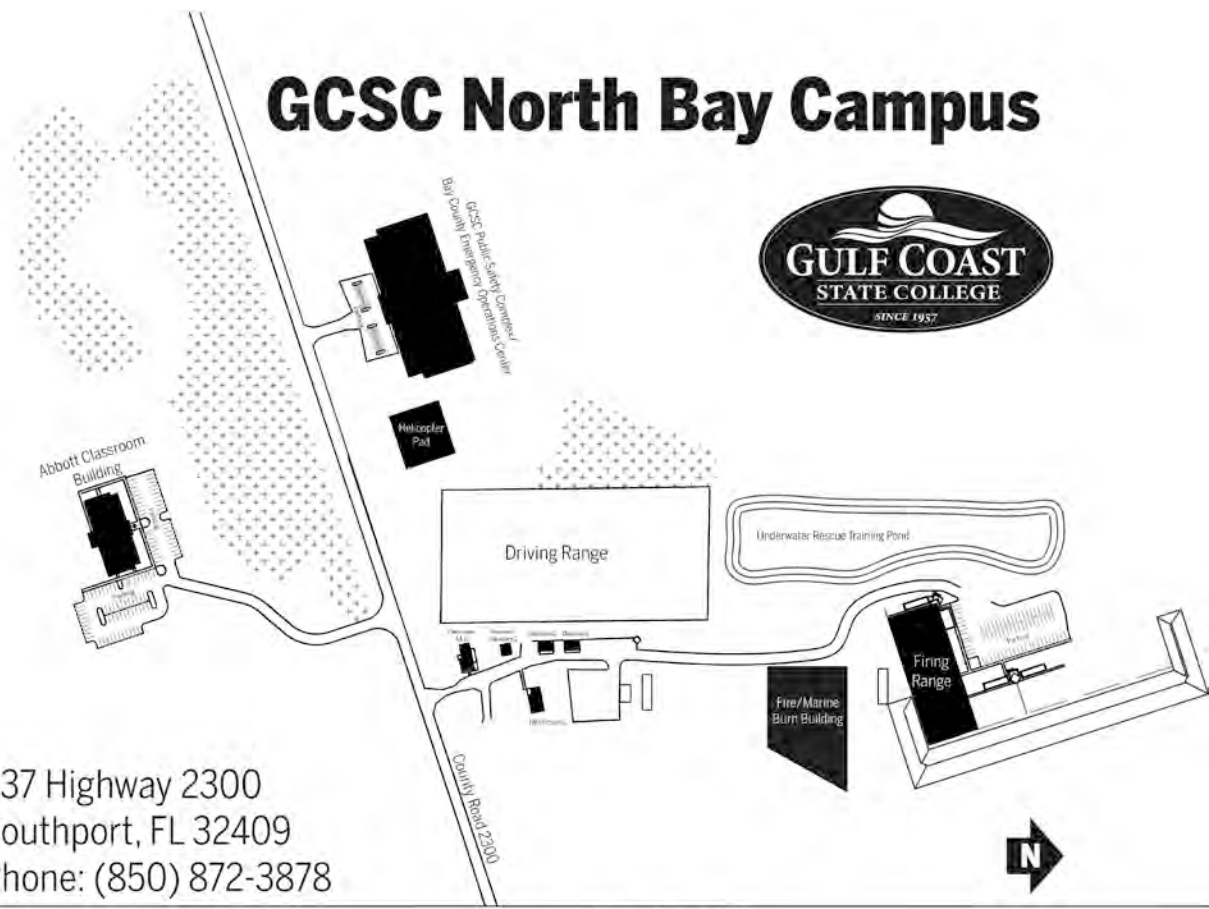 GCSC North Bay Campus
GULF COAST
STATE COLLEGE
SINCE 1957
GCSC Public Safety Complex/
Bay County Emergency Operations Center
Helicopter
Pad
Abbott Classroom
Building
Parking
Driving Range
Underwater Rescue Training Pond
Parking
Firing
Range
Fire/Marine
Burn Building
County Road 2300
37 Highway 2300
outhport, FL 32409
hone: (850) 872-3878
N